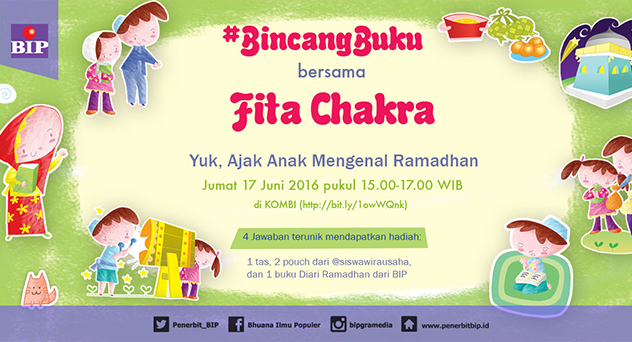 BIP
#BincangBuku
bersama
Fita Chakra
Yuk, Ajak Anak Mengenal Ramadhan
Jumat 17 Juni 2016 pukul 15.00-17.00 WIB
di KOMBI (http://bit.ly/1owWQnk)
4 Jawaban terunik mendapatkan hadiah:
1 tas, 2 pouch dari @siswawirausaha,
dan 1 buku Diari Ramadhan dari BIP
Penerbit_BIP Bhuana Ilmu Populer bipgramedia www.penerbitbip.id